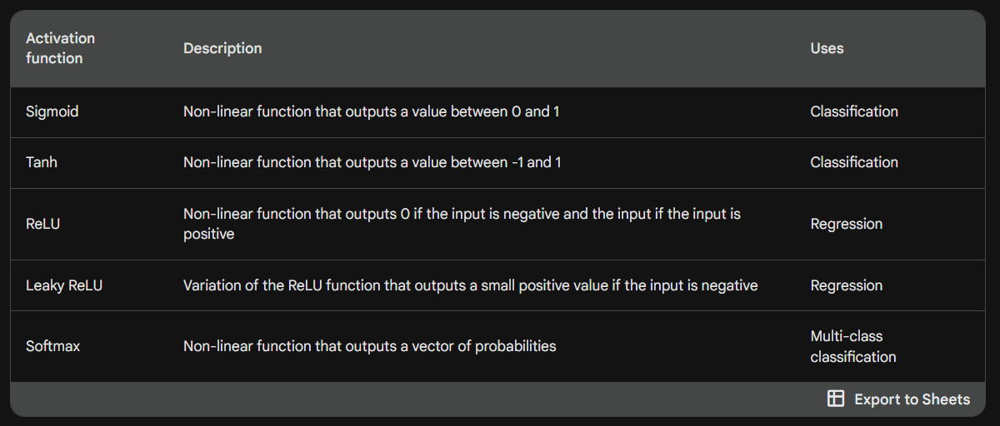 Activation
function
Description
Uses
Sigmoid
Non-linear function that outputs a value between 0 and 1
Classification
Tanh
Non-linear function that outputs a value between -1 and 1
Classification
ReLU
Non-linear function that outputs 0 if the input is negative and the input if the input is
positive
Regression
Leaky ReLU
Variation of the ReLU function that outputs a small positive value if the input is negative
Regression
Softmax
Non-linear function that outputs a vector of probabilities
Multi-class
classification
Export to Sheets